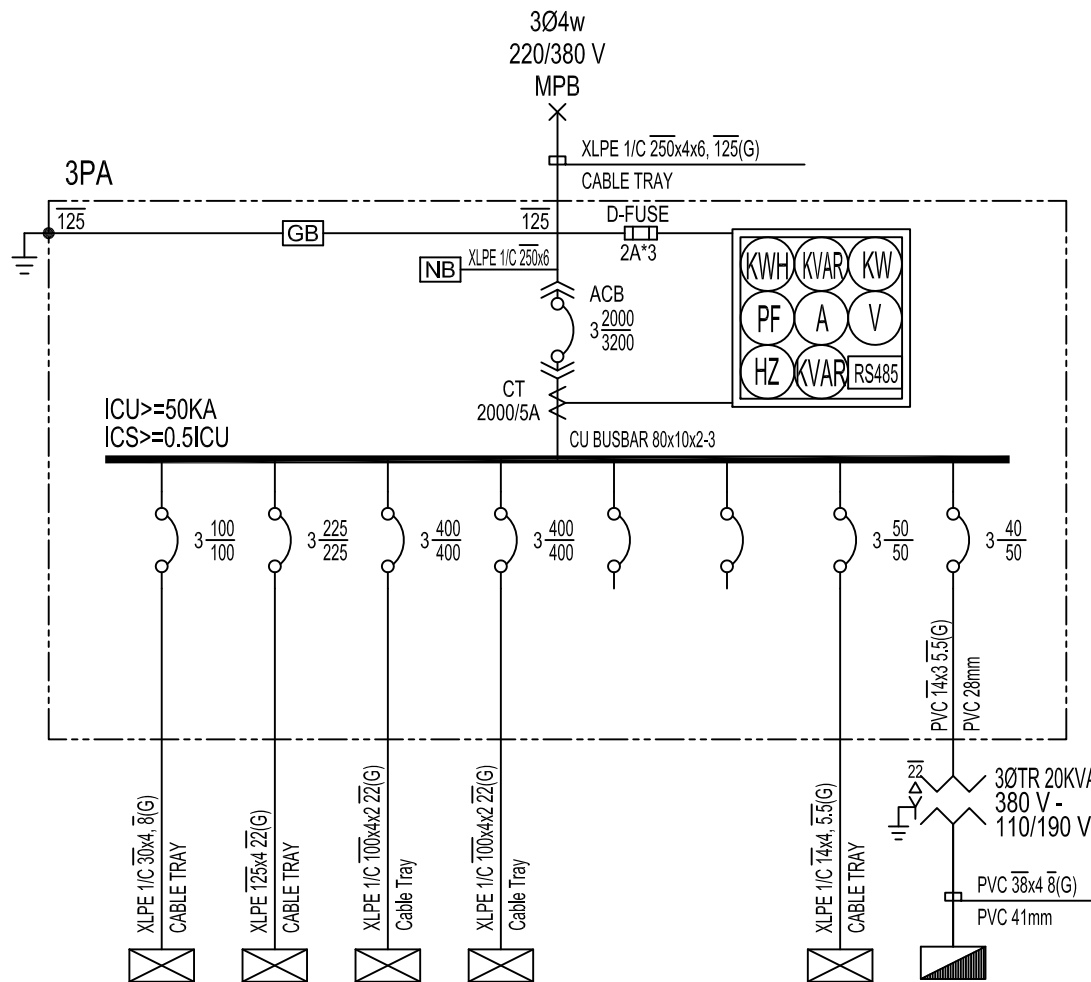 3Ø4w
220/380 V
MPB
XLPE 1/C 250x4x6, 125(G)
CABLE TRAY
3PA
125
GB
125
D-FUSE
2A*3
NB
XLPE 1/C 250x6
KWH
KVAR
KW
PF
A
V
HZ
KVAR
RS485
ACB
3 2000
3200
CT
2000/5A
ICU>=50KA
ICS>=0.5ICU
CU BUSBAR 80x10x2-3
3 100
100
3 225
225
3 400
400
3 400
400
3 50
50
3 40
50
PVC 14x3 5.5(G)
PVC 28mm
XLPE 1/C 30x4, 8(G)
CABLE TRAY
XLPE 125x4 22(G)
CABLE TRAY
XLPE 1/C 100x4x2 22(G)
Cable Tray
XLPE 1/C 100x4x2 22(G)
Cable Tray
XLPE 1/C 14x4, 5.5(G)
CABLE TRAY
22
3ØTR 20KVA
380 V -
110/190 V
PVC 38x4 8(G)
PVC 41mm